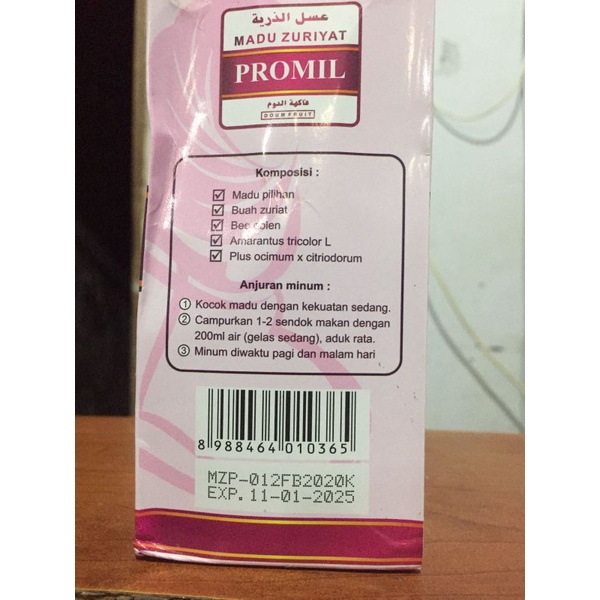 عسل الذرية
MADU ZURIYAT
PROMIL
فاكهة الدوم
DOUM FRUIT
Komposisi :
Madu pilihan
Buah zuriat
Bee polen
Amarantus tricolor L
Plus ocimum x citriodorum
Anjuran minum :
1 Kocok madu dengan kekuatan sedang.
2 Campurkan 1-2 sendok makan dengan
200ml air (gelas sedang), aduk rata.
3 Minum diwaktu pagi dan malam hari
8 988464 010365
MZP-012FB2020K
EXP. 11-01-2025